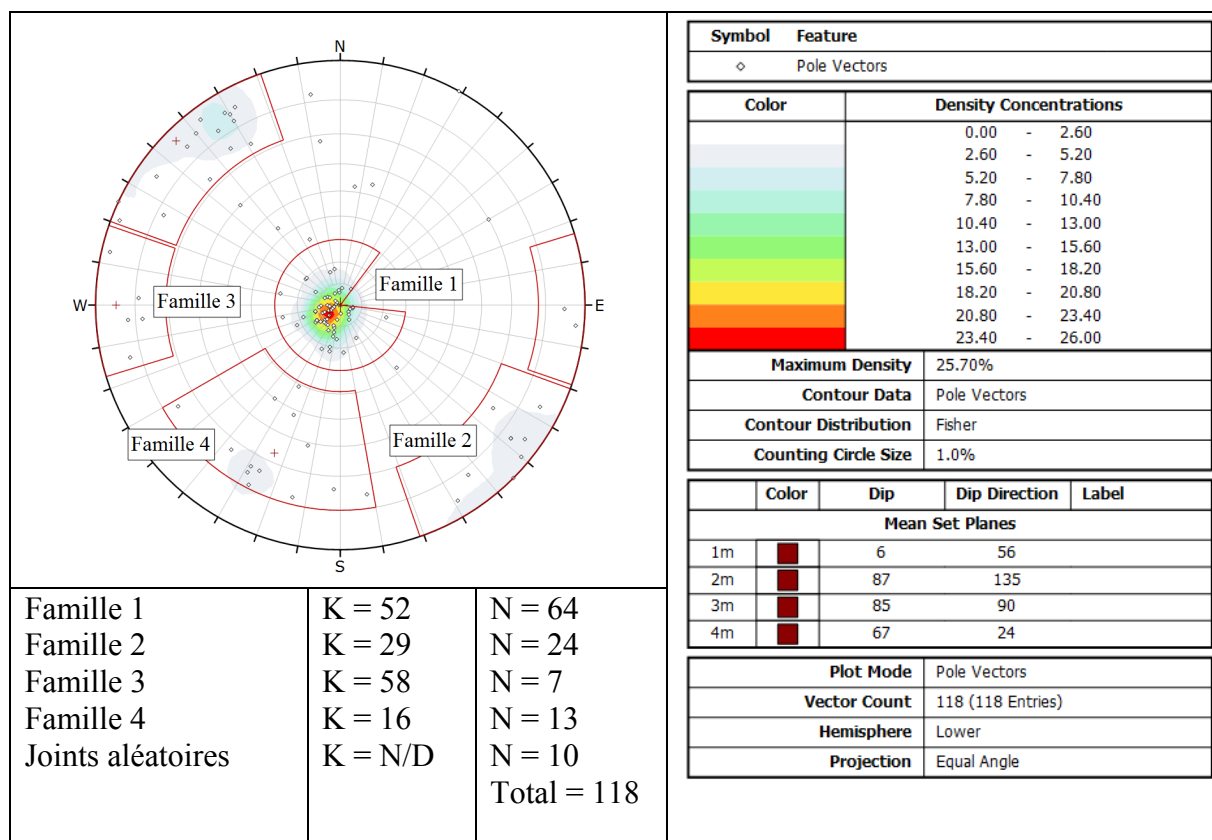 N
W
E
S
Famille 1
Famille 3
Famille 4
Famille 2
Symbol Feature
Pole Vectors
Color Density Concentrations
0.00 - 2.60
2.60 - 5.20
5.20 - 7.80
7.80 - 10.40
10.40 - 13.00
13.00 - 15.60
15.60 - 18.20
18.20 - 20.80
20.80 - 23.40
23.40 - 26.00
Maximum Density 25.70%
Contour Data Pole Vectors
Contour Distribution Fisher
Counting Circle Size 1.0%
Color Dip Dip Direction Label
Mean Set Planes
1m 6 56
2m 87 135
3m 85 90
4m 67 24
Plot Mode Pole Vectors
Vector Count 118 (118 Entries)
Hemisphere Lower
Projection Equal Angle
Famille 1 K = 52 N = 64
Famille 2 K = 29 N = 24
Famille 3 K = 58 N = 7
Famille 4 K = 16 N = 13
Joints aléatoires K = N/D N = 10
Total = 118